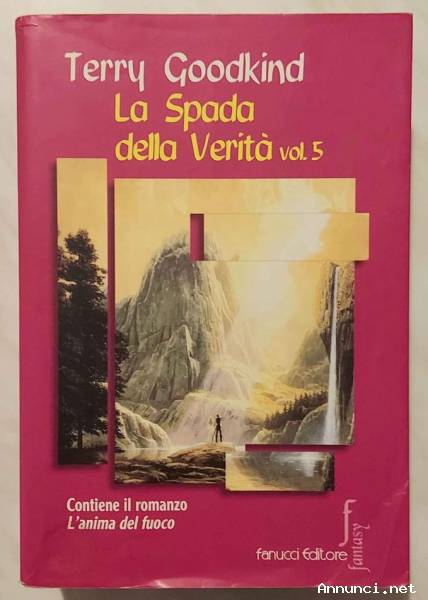 Terry Goodkind
La Spada
della Verità vol. 5
Contiene il romanzo
L'anima del fuoco
f
fantasy
Fanucci Editore
Annunci.net